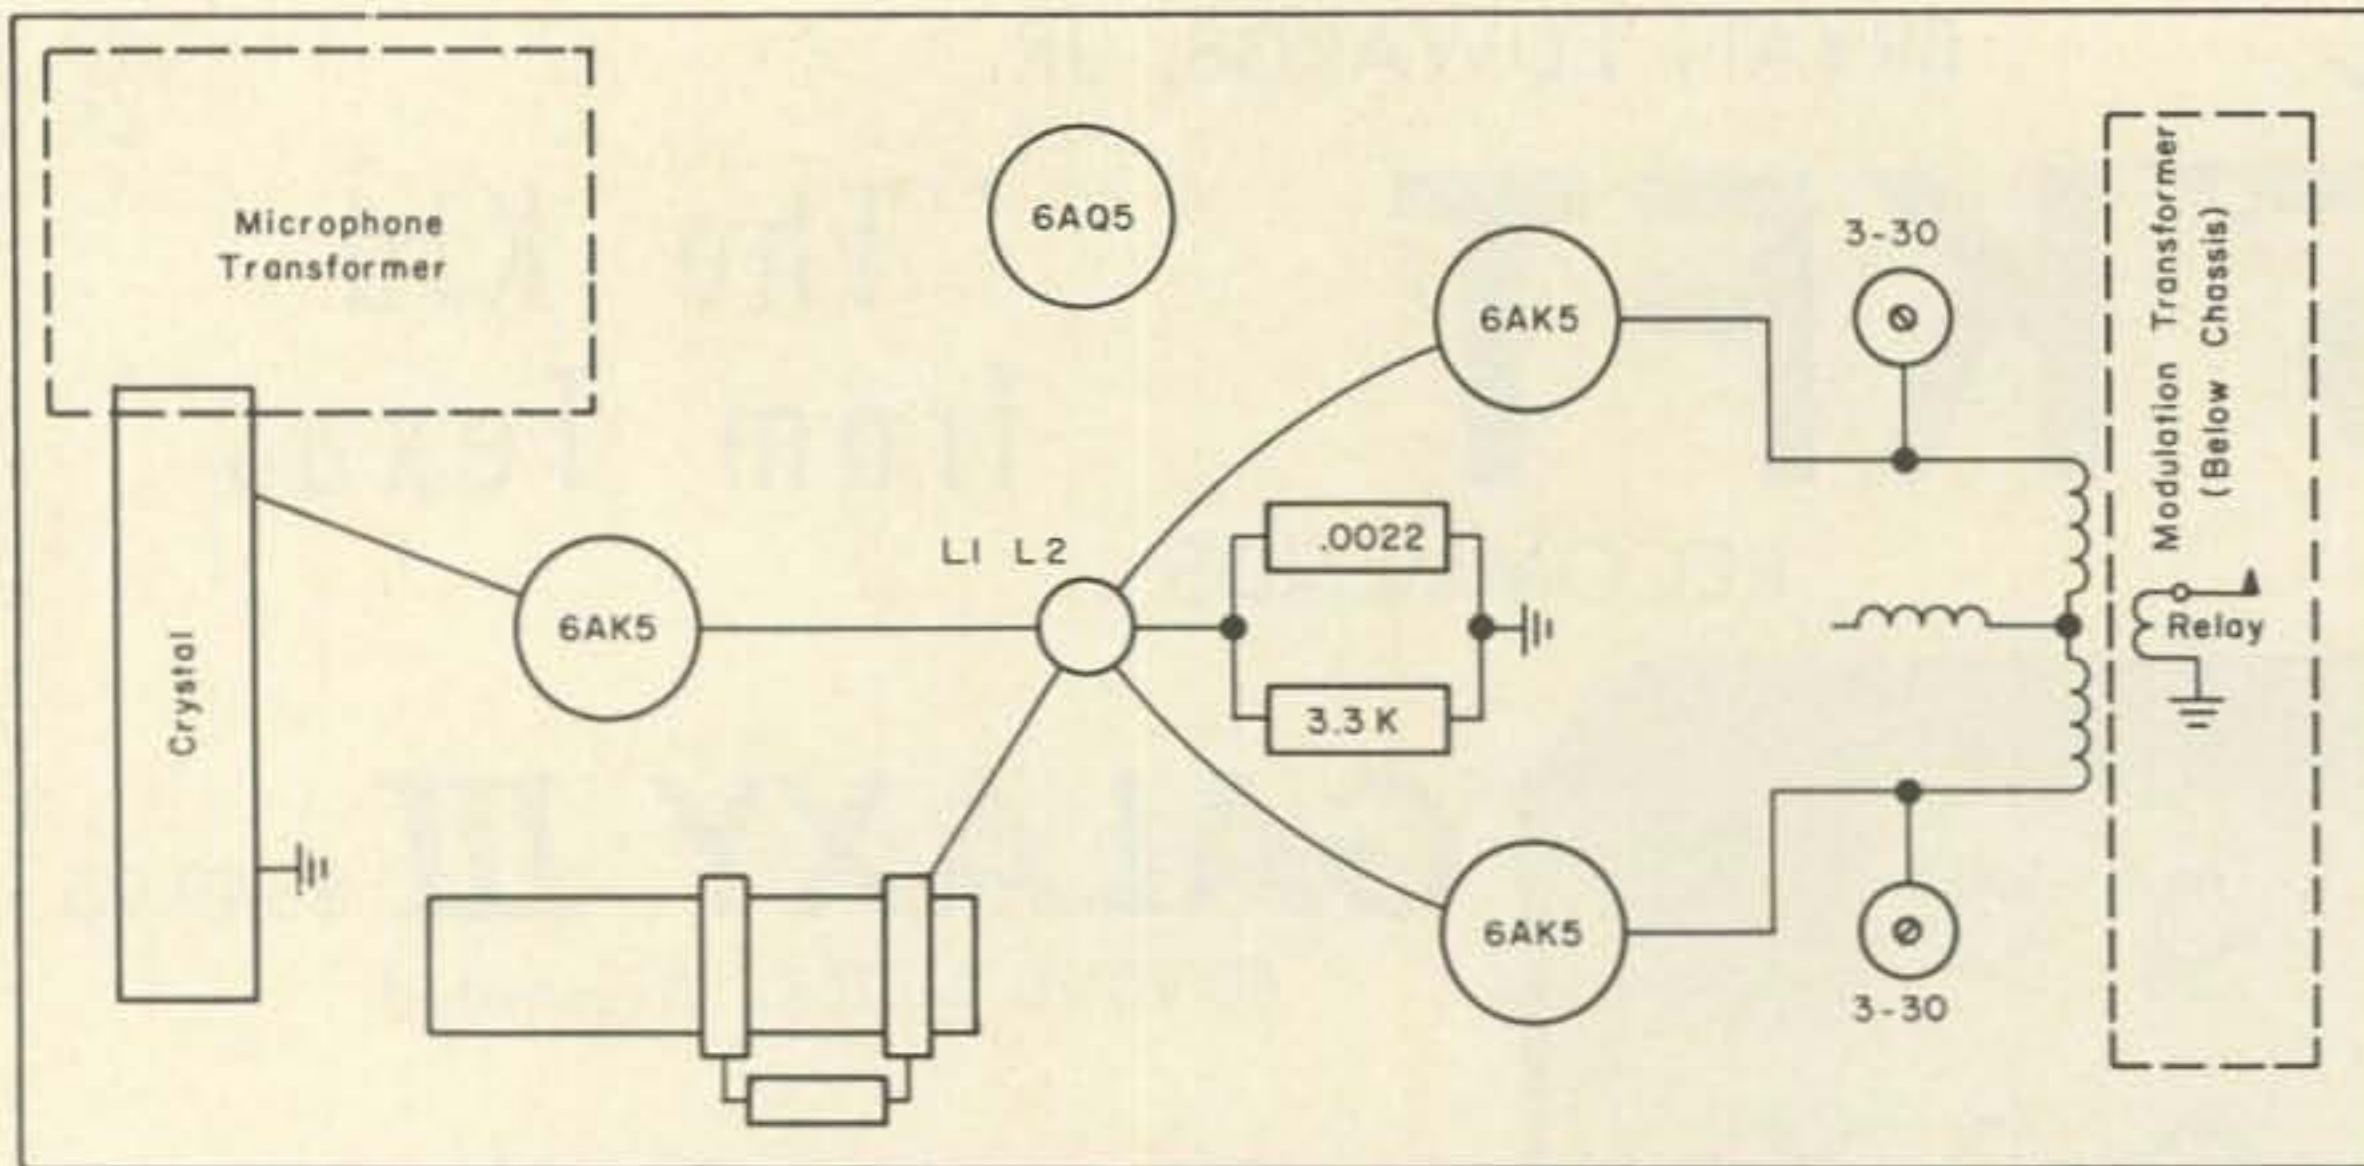 Microphone
Transformer
6AQ5
6AK5
3-30
Modulation Transformer
(Below Chassis)
Crystal
6AK5
L1 L2
.0022
3.3K
Relay
6AK5
3-30